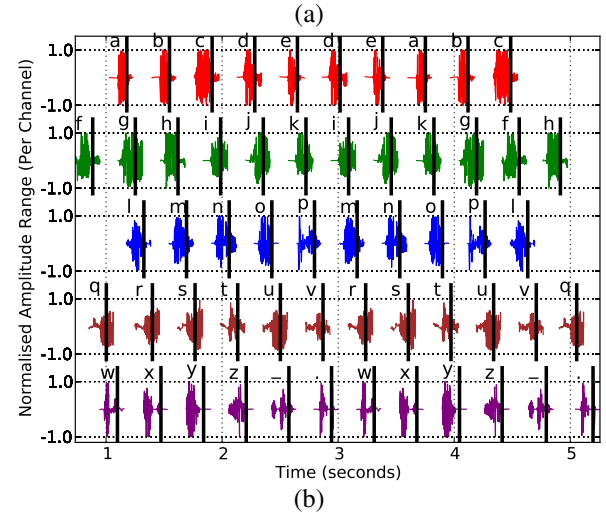 (a)
Normalised Amplitude Range (Per Channel)
1.0
a b c d e d e a b c
-1.0
1.0
f g h i j k i j k g f h
-1.0
1.0
l m n o p m n o p l
-1.0
1.0
q r s t u v r s t u v q
-1.0
1.0
w x y z _ . w x y z _ .
-1.0
1 2 3 4 5
Time (seconds)
(b)